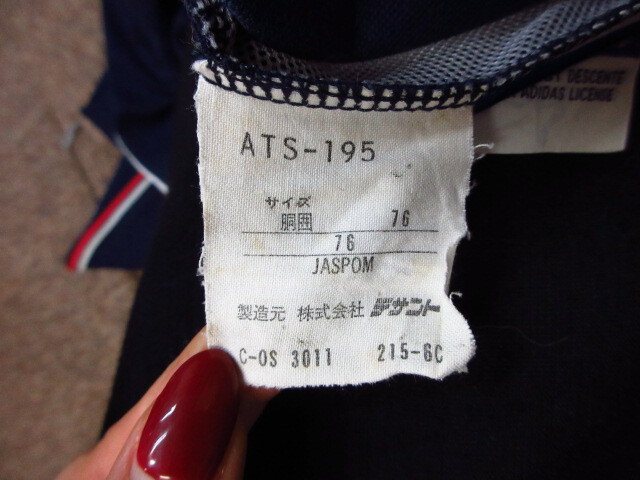 ATS-195
サイズ
胴囲 76
76
JASPOM
製造元 株式会社 デサント
C-OS 3011 215-GC
BY DESCENTE
ADIDAS LICENSE